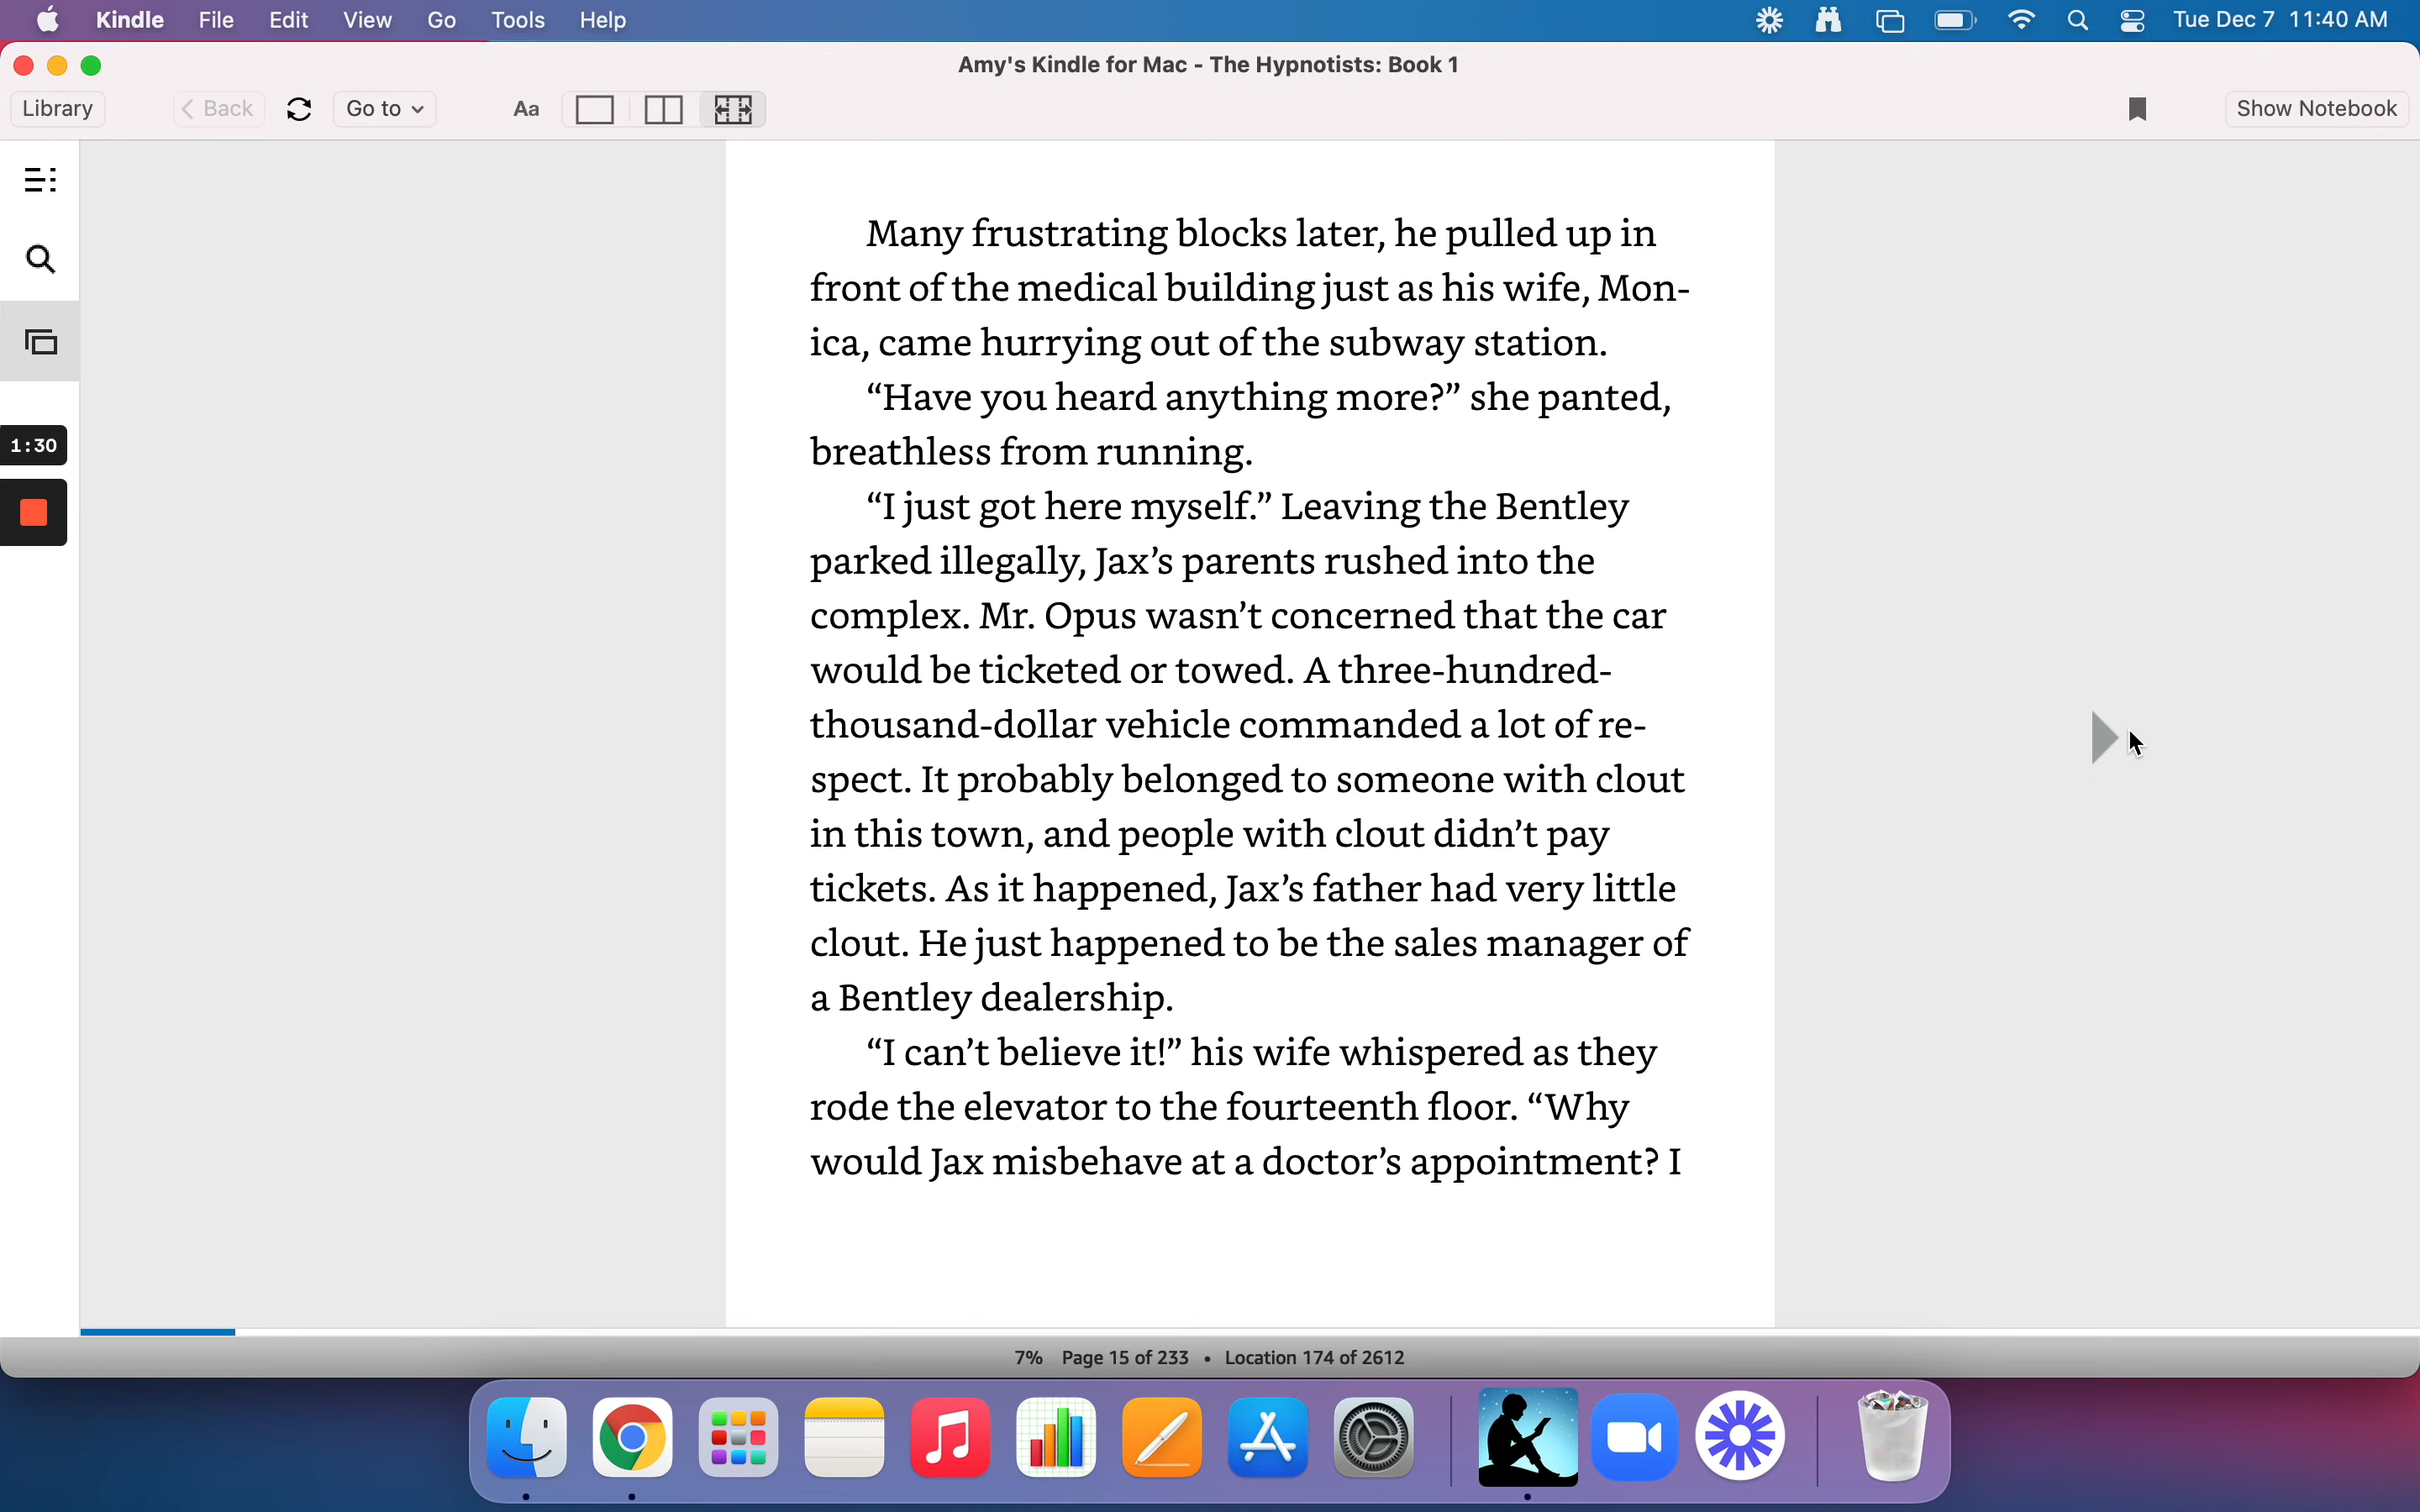 Kindle File Edit View Go Tools Help Tue Dec 7 11:40 AM
Amy's Kindle for Mac - The Hypnotists: Book 1
Library Back Go to Aa Show Notebook
1:30
Many frustrating blocks later, he pulled up in
front of the medical building just as his wife, Mon-
ica, came hurrying out of the subway station.
“Have you heard anything more?” she panted,
breathless from running.
“I just got here myself.” Leaving the Bentley
parked illegally, Jax’s parents rushed into the
complex. Mr. Opus wasn’t concerned that the car
would be ticketed or towed. A three-hundred-
thousand-dollar vehicle commanded a lot of re-
spect. It probably belonged to someone with clout
in this town, and people with clout didn’t pay
tickets. As it happened, Jax’s father had very little
clout. He just happened to be the sales manager of
a Bentley dealership.
“I can’t believe it!” his wife whispered as they
rode the elevator to the fourteenth floor. “Why
would Jax misbehave at a doctor’s appointment? I
7% Page 15 of 233 • Location 174 of 2612